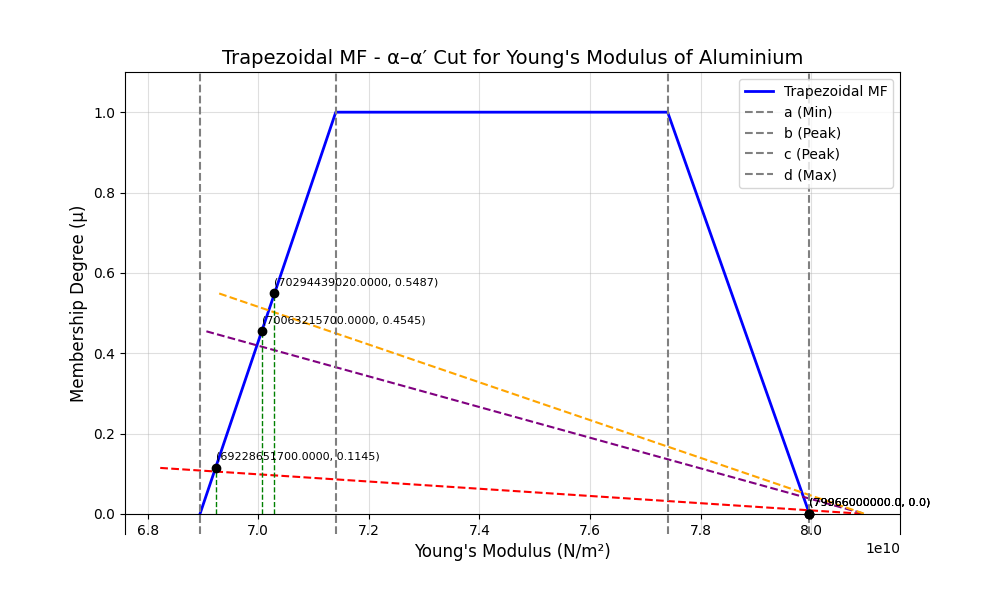 Trapezoidal MF - α–α′ Cut for Young's Modulus of Aluminium
Trapezoidal MF
a (Min)
b (Peak)
c (Peak)
d (Max)
Membership Degree (μ)
1.0
0.8
0.6
0.4
0.2
0.0
(70294439020.0000, 0.5487)
(70063215700.0000, 0.4545)
(69228651700.0000, 0.1145)
(79966000000.0, 0.0)
6.8
7.0
7.2
7.4
7.6
7.8
8.0
1e10
Young's Modulus (N/m²)